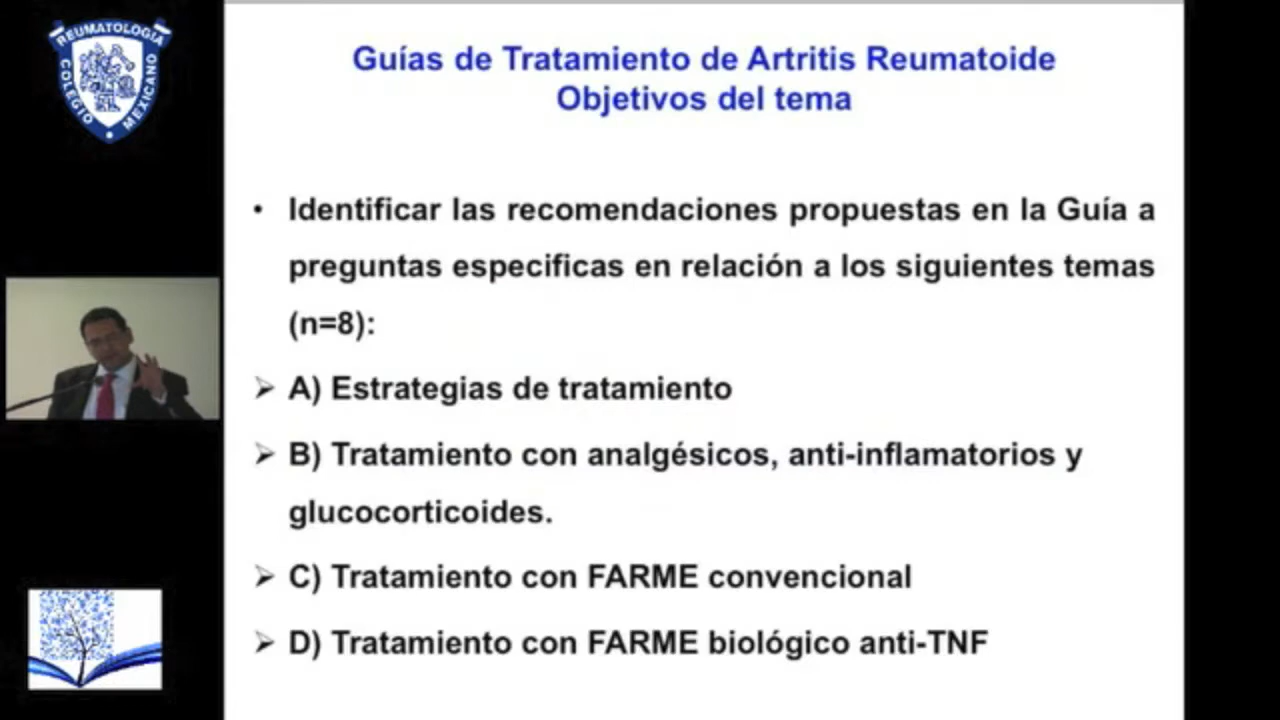 REUMATOLOGIA
COLEGIO
MEXICANO
Guías de Tratamiento de Artritis Reumatoide
Objetivos del tema
• Identificar las recomendaciones propuestas en la Guía a
preguntas especificas en relación a los siguientes temas
(n=8):
➢ A) Estrategias de tratamiento
➢ B) Tratamiento con analgésicos, anti-inflamatorios y
glucocorticoides.
➢ C) Tratamiento con FARME convencional
➢ D) Tratamiento con FARME biológico anti-TNF